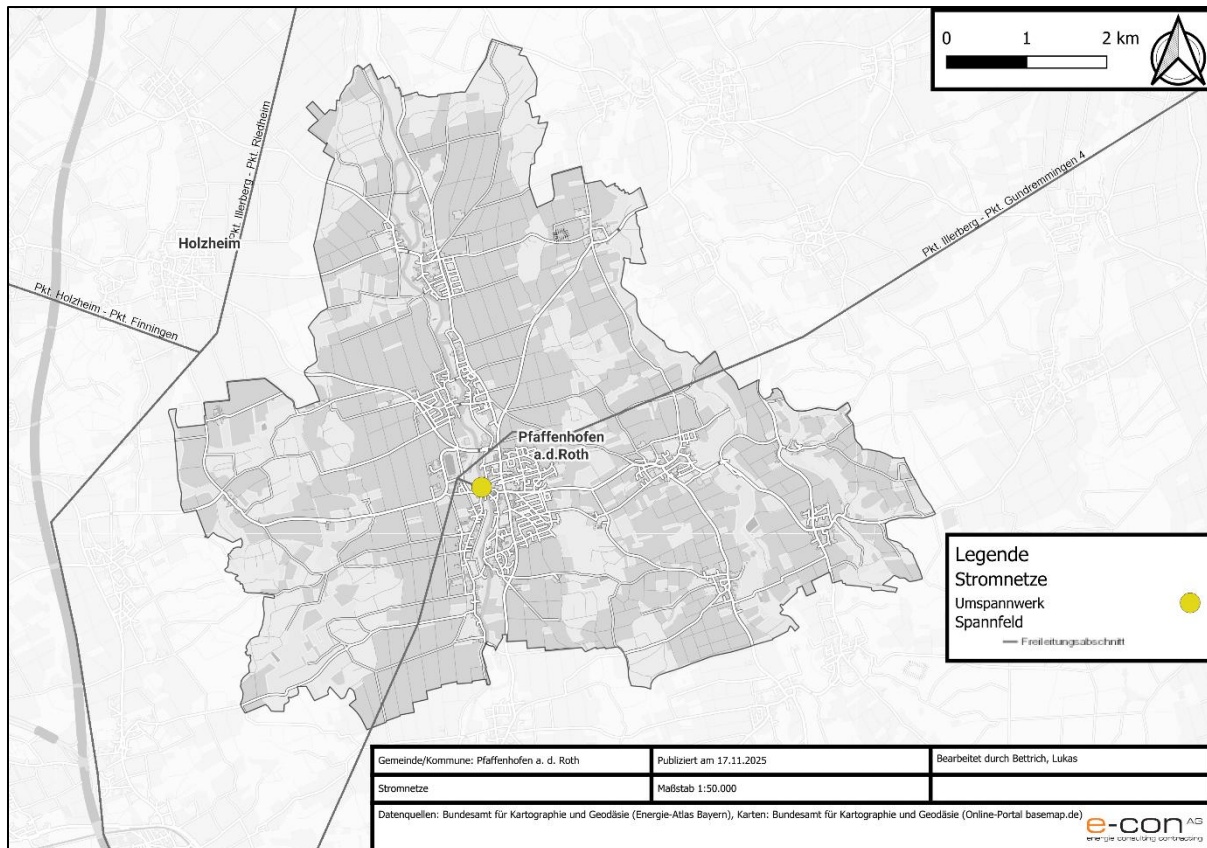 0 1 2 km
Pkt. Illerberg - Pkt. Riedheim
Pkt. Illerberg - Pkt. Gundremmingen 4
Holzheim
Pkt. Holzheim - Pkt. Finningen
Pfaffenhofen
a.d.Roth
Legende
Stromnetze
Umspannwerk
Spannfeld
Freileitungsabschnitt
Gemeinde/Kommune: Pfaffenhofen a. d. Roth
Publiziert am 17.11.2025
Bearbeitet durch Bettrich, Lukas
Stromnetze
Maßstab 1:50.000
Datenquellen: Bundesamt für Kartographie und Geodäsie (Energie-Atlas Bayern), Karten: Bundesamt für Kartographie und Geodäsie (Online-Portal basemap.de)
e-con AG
energie consulting contracting